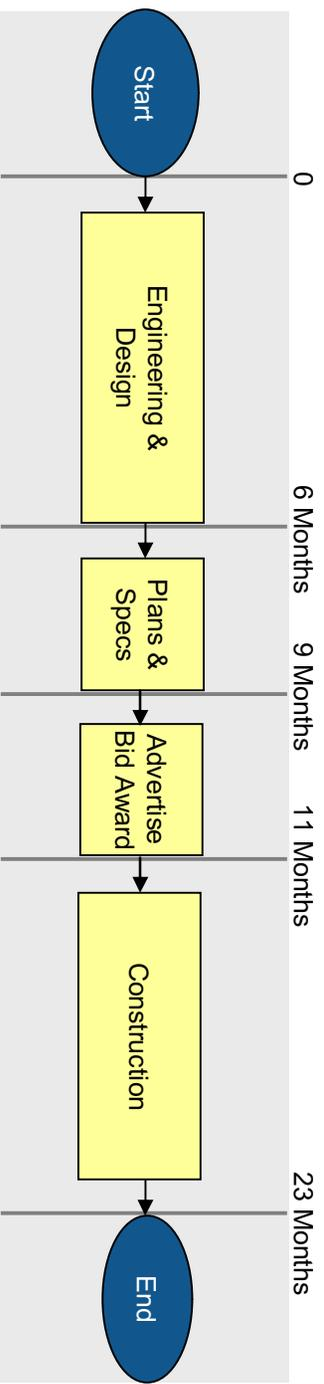 0
6 Months
9 Months
11 Months
23 Months
Start
Engineering &
Design
Plans &
Specs
Advertise
Bid Award
Construction
End